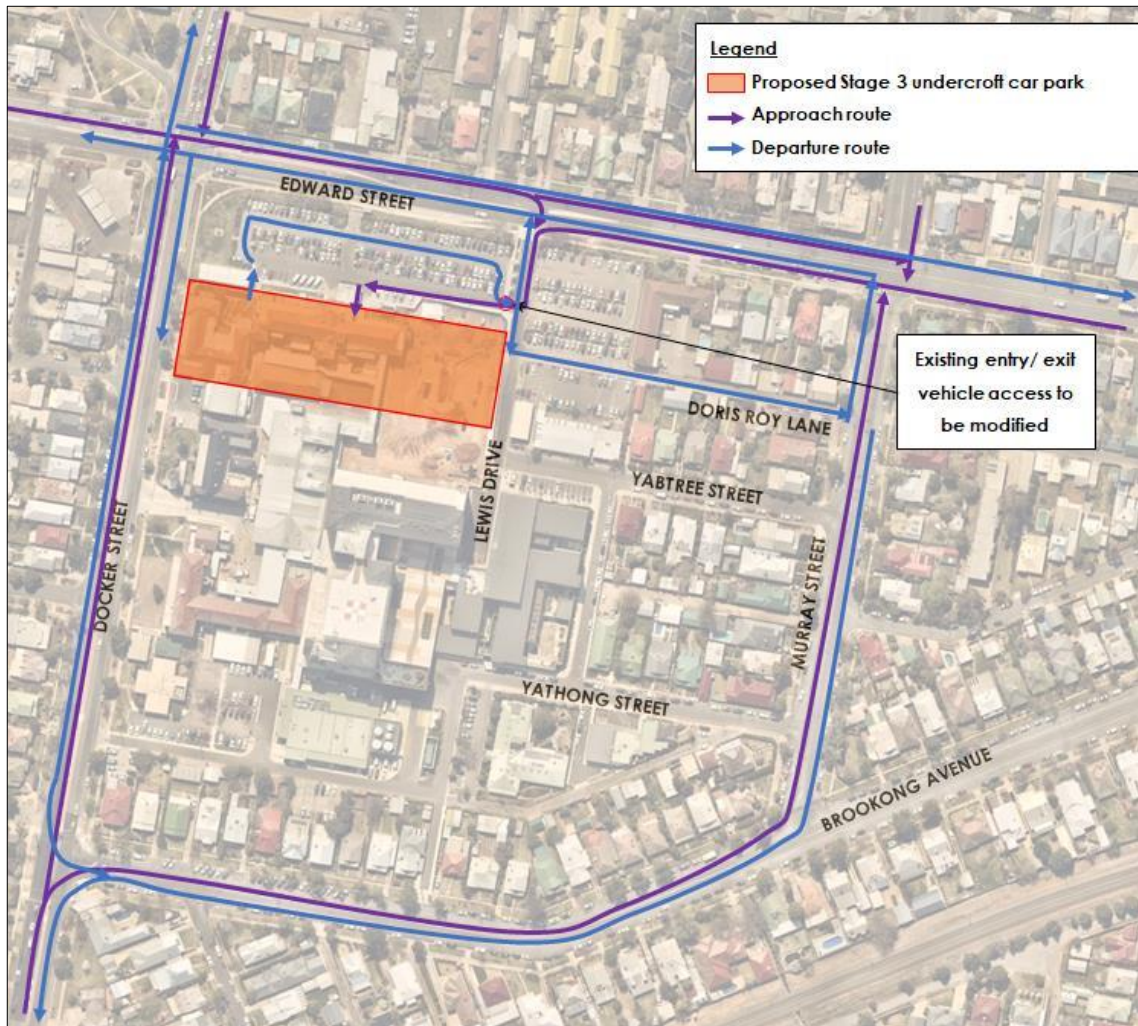 Legend
Proposed Stage 3 undercroft car park
Approach route
Departure route
EDWARD STREET
Existing entry/ exit
vehicle access to
be modified
DORIS ROY LANE
YABTREE STREET
LEWIS DRIVE
DOCKER STREET
MURRAY STREET
YATHONG STREET
BROOKONG AVENUE